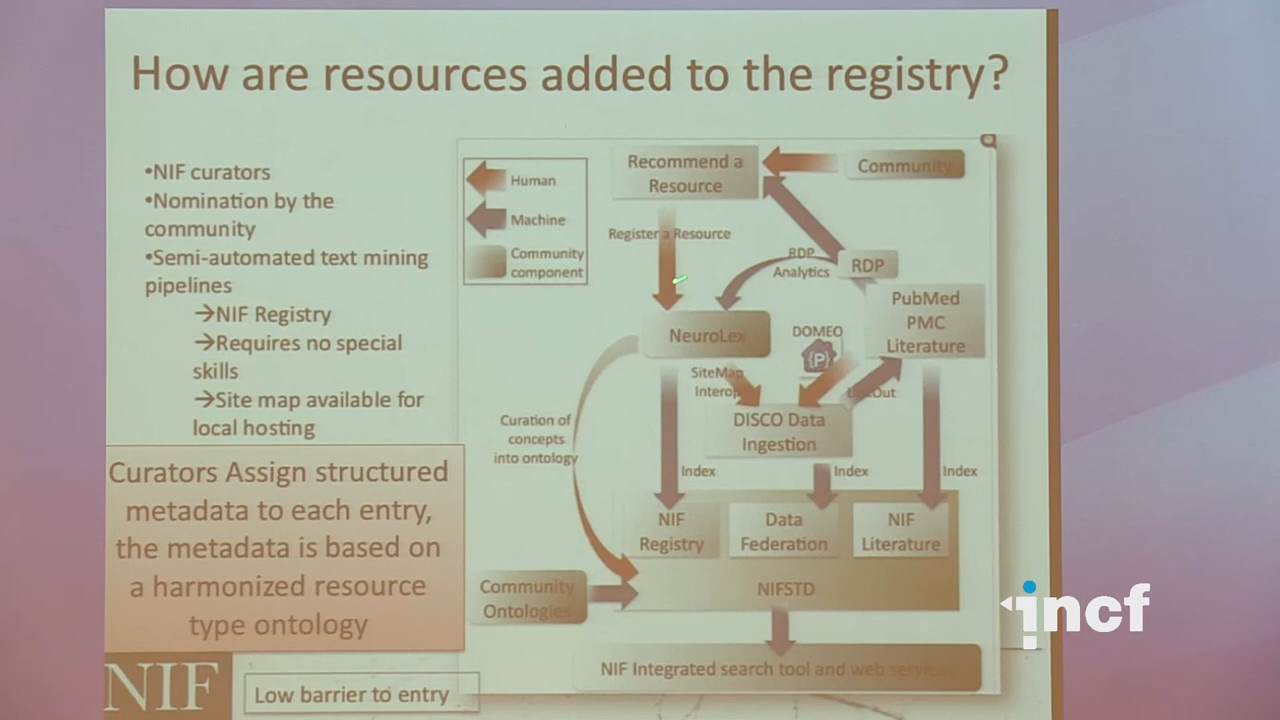 How are resources added to the registry?
•NIF curators
•Nomination by the
community
•Semi-automated text mining
pipelines
→NIF Registry
→Requires no special
skills
→Site map available for
local hosting
Curators Assign structured
metadata to each entry,
the metadata is based on
a harmonized resource
type ontology
NIF
Low barrier to entry
Human
Machine
Community
component
Recommend a
Resource
Community
Register a Resource
RDP
Analytics
RDP
PubMed
PMC
Literature
NeuroLex
DOMEO
{P}
SiteMap
Interop
DISCO Data
Ingestion
Curation of
concepts
into ontology
Index
Index
Index
NIF
Registry
Data
Federation
NIF
Literature
Community
Ontologies
NIFSTD
NIF Integrated search tool and web services
incf